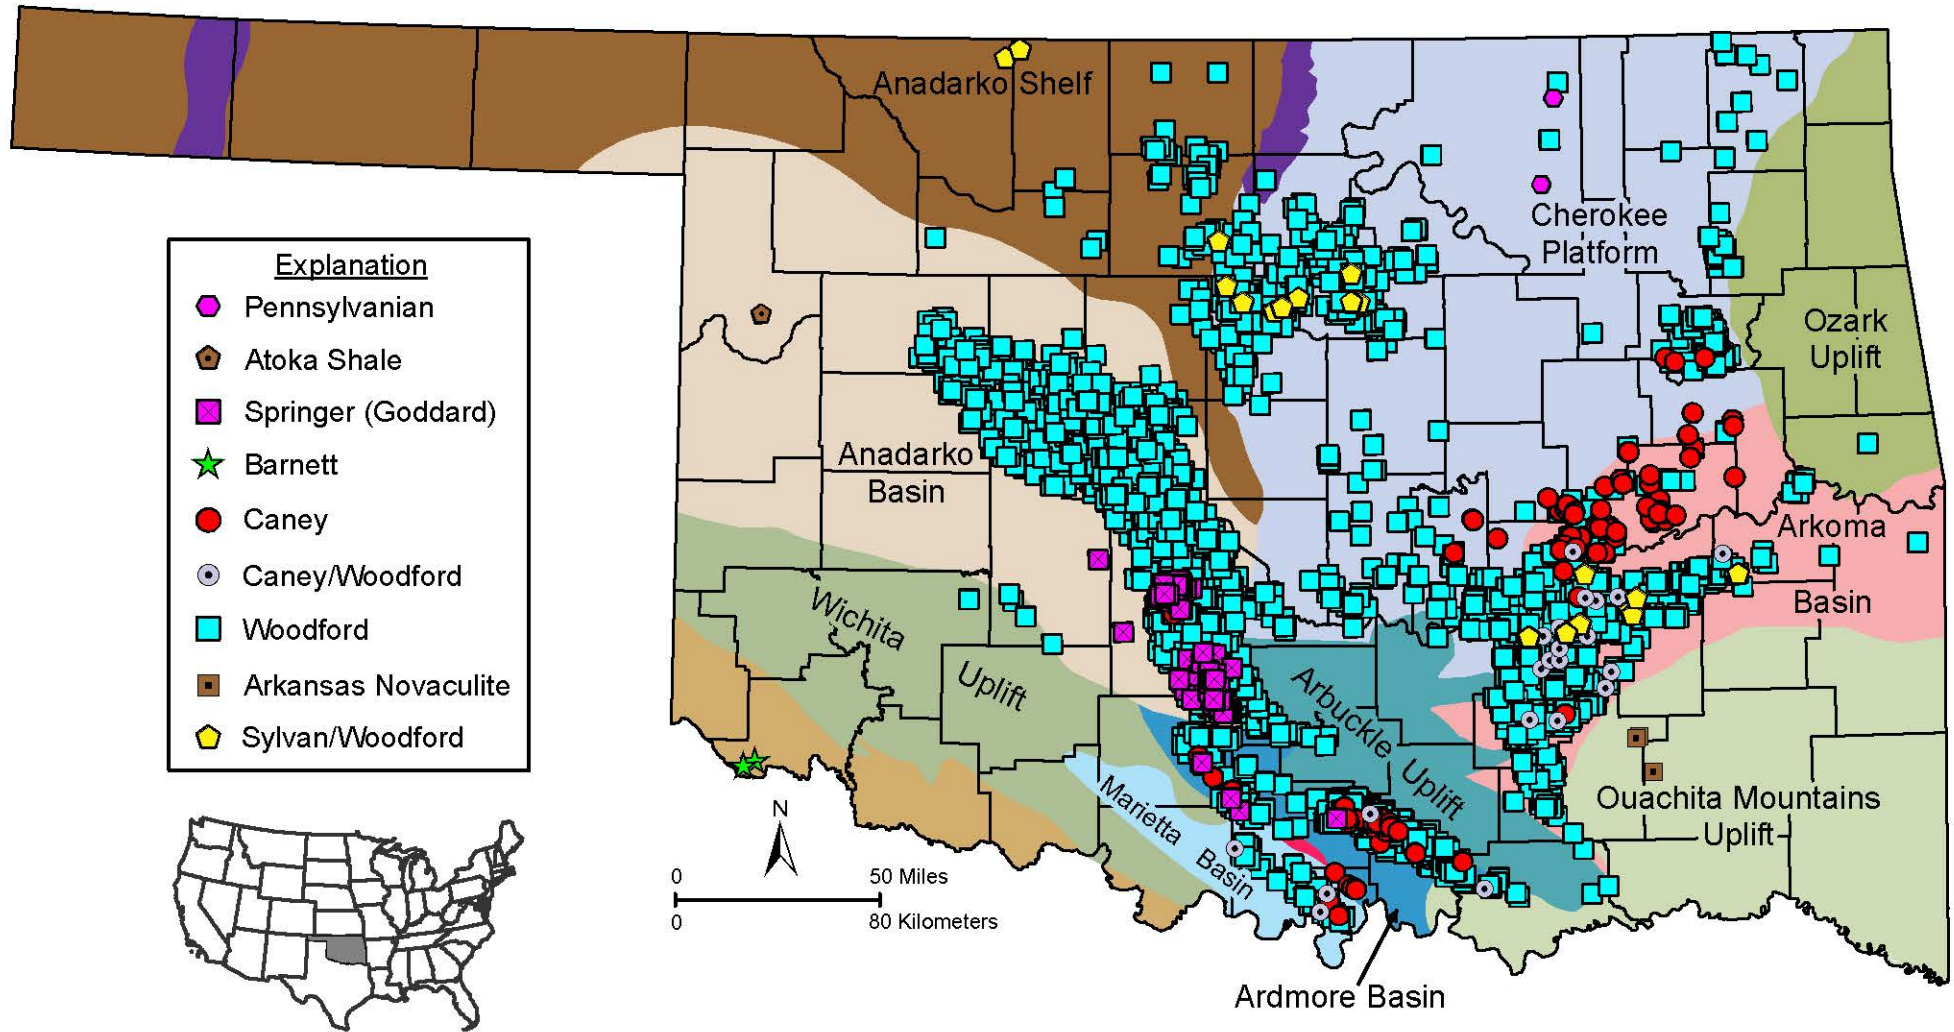 Anadarko Shelf
Cherokee
Platform
Ozark
Uplift
Explanation
Pennsylvanian
Atoka Shale
Springer (Goddard)
Barnett
Caney
Caney/Woodford
Woodford
Arkansas Novaculite
Sylvan/Woodford
Anadarko
Basin
Arkoma
Basin
Wichita
Uplift
Arbuckle
Uplift
Ouachita Mountains
Uplift
Marietta
Basin
Ardmore Basin
N
0
50 Miles
0
80 Kilometers